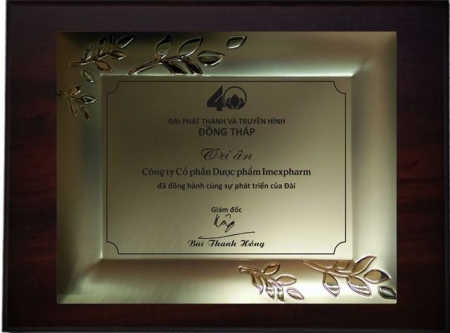 40
ĐÀI PHÁT THANH VÀ TRUYỀN HÌNH
ĐỒNG THÁP
Tri ân
Công ty Cổ phần Dược phẩm Imexpharm
đã đồng hành cùng sự phát triển của Đài
Giám đốc
Bùi Thanh Hồng